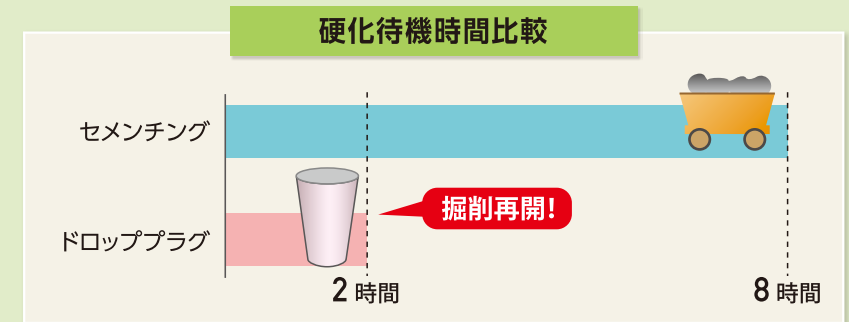 硬化待機時間比較
セメンチング
掘削再開!
ドロッププラグ
2時間
8時間